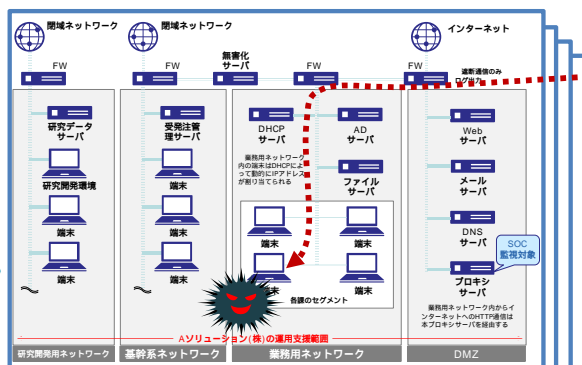 閉域ネットワーク
閉域ネットワーク
インターネット
FW
FW
無害化
サーバ
FW
FW
遮断通信のみ
ログ出力
研究データ
サーバ
研究開発環境
端末
端末
受発注管
理サーバ
端末
端末
端末
DHCP
サーバ
AD
サーバ
業務用ネットワーク
内の端末はDHCPによ
って動的にIPアドレス
が割り当てられる
ファイル
サーバ
端末
端末
端末
端末
各課のセグメント
Web
サーバ
メール
サーバ
DNS
サーバ
SOC
監視対象
プロキシ
サーバ
業務用ネットワーク内からイ
ンターネットへのHTTP通信は
本プロキシサーバを経由する
Aソリューション(株)の運用支援範囲
研究開発用ネットワーク
基幹系ネットワーク
業務用ネットワーク
DMZ